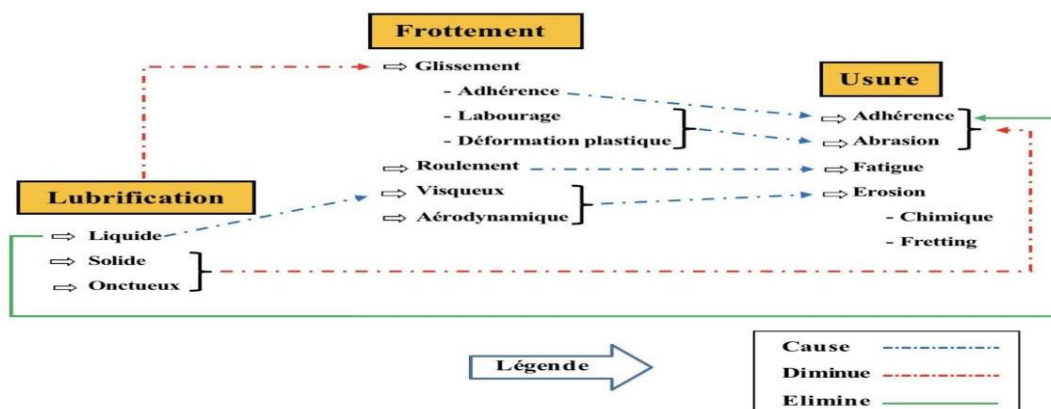 Frottement
Glissement
- Adhérence
- Labourage
- Déformation plastique
Roulement
Visqueux
Aérodynamique
Usure
Adhérence
Abrasion
Fatigue
Erosion
- Chimique
- Fretting
Lubrification
Liquide
Solide
Onctueux
Légende
Cause
Diminue
Elimine